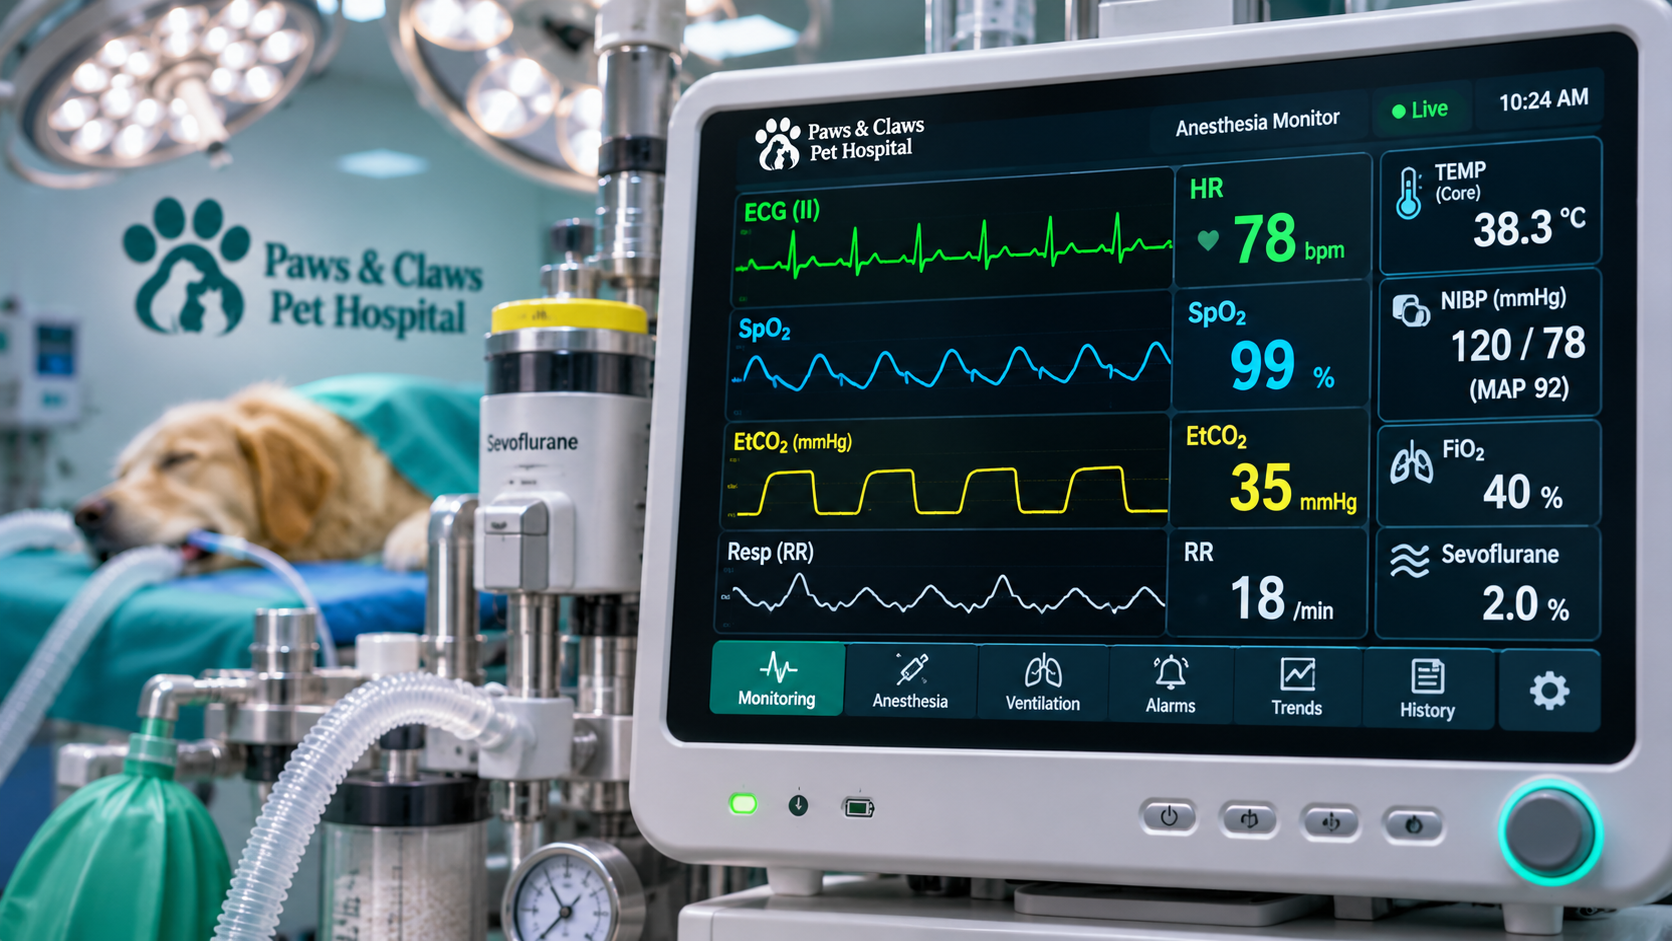 Paws & Claws
Pet Hospital
Sevoflurane
Paws & Claws
Pet Hospital
Anesthesia Monitor
Live
10:24 AM
ECG (II)
HR
78 bpm
TEMP
(Core)
38.3 °C
SpO₂
SpO₂
99 %
NIBP (mmHg)
120 / 78
(MAP 92)
EtCO₂ (mmHg)
EtCO₂
35 mmHg
FiO₂
40 %
Resp (RR)
RR
18 /min
Sevoflurane
2.0 %
Monitoring
Anesthesia
Ventilation
Alarms
Trends
History